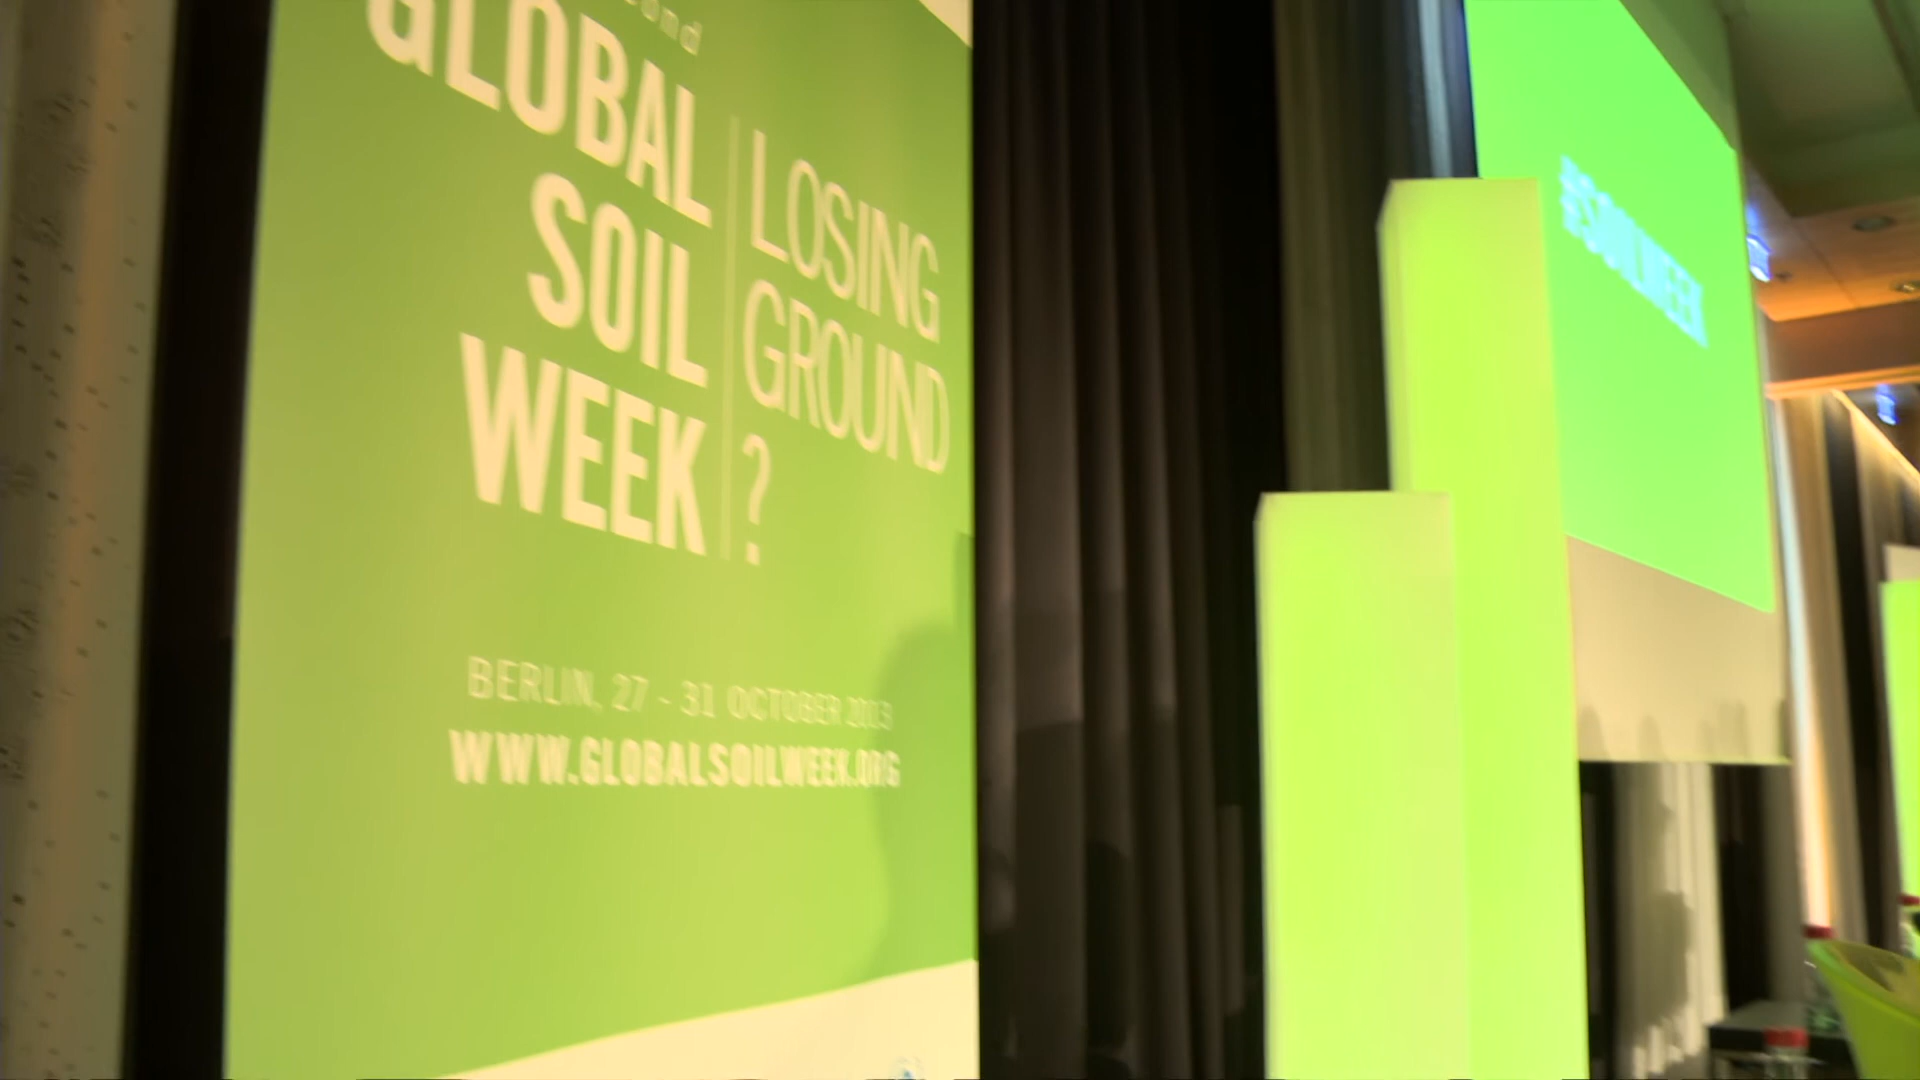 GLOBAL
SOIL
WEEK
LOSING
GROUND
?
BERLIN, 27 - 31 OCTOBER 2013
WWW.GLOBALSOILWEEK.ORG
#SOILWEEK